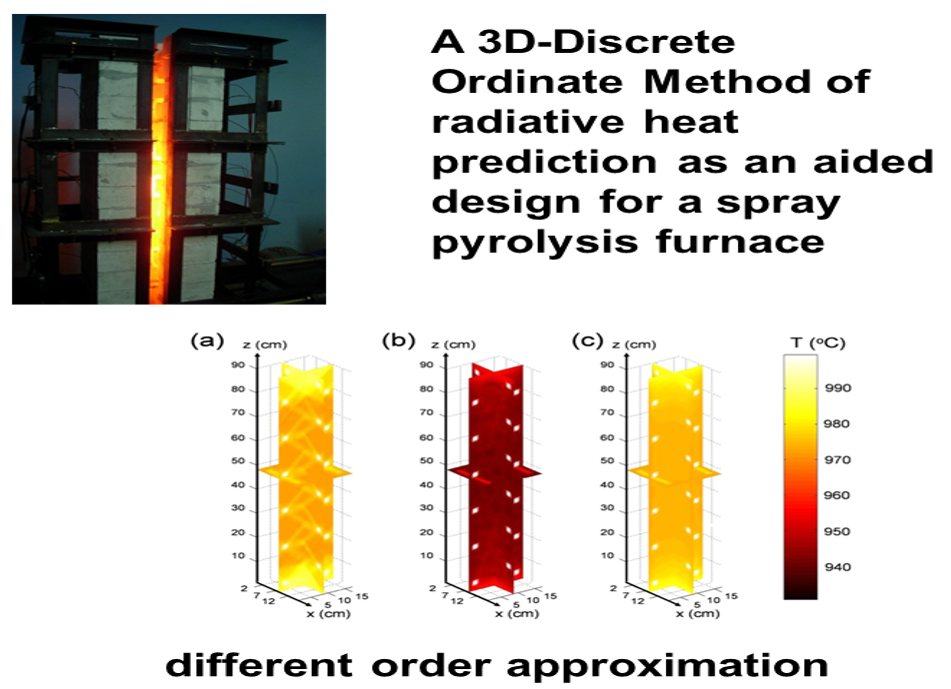 A 3D-Discrete
Ordinate Method of
radiative heat
prediction as an aided
design for a spray
pyrolysis furnace
(a) z (cm) (b) z (cm) (c) z (cm) T (ºC)
90 90 90
80 80 80 990
70 70 70 980
60 60 60 970
50 50 50
40 40 40 960
30 30 30 950
20 20 20
10 10 10 940
2 7 12 x (cm) 5 10 15 2 7 12 x (cm) 5 10 15 2 7 12 x (cm) 5 10 15
different order approximation